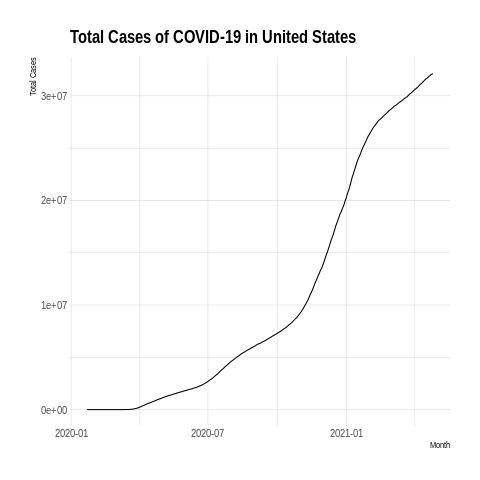 Total Cases of COVID-19 in United States
Total Cases
3e+07
2e+07
1e+07
0e+00
2020-01 2020-07 2021-01
Month